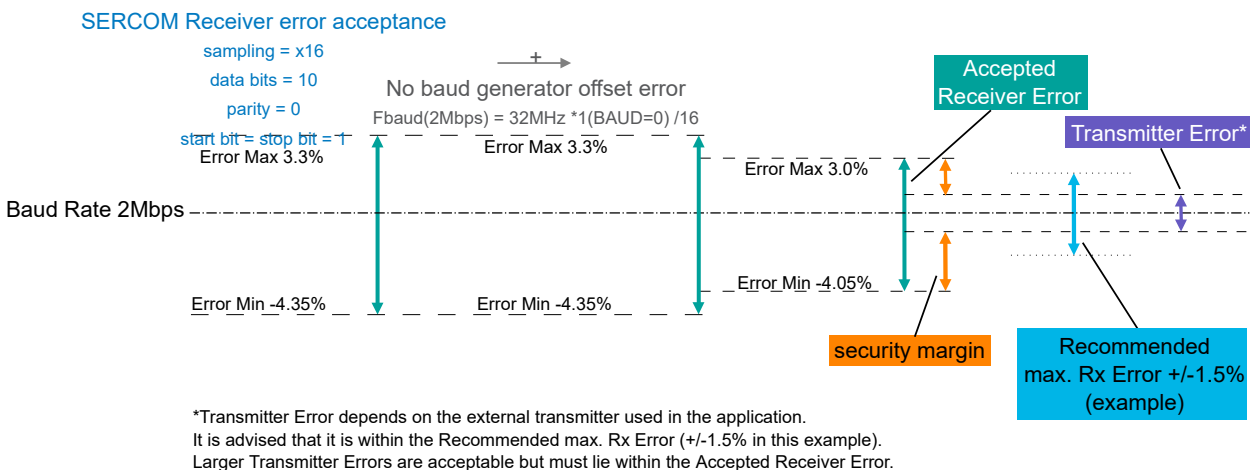 SERCOM Receiver error acceptance
sampling = x16
data bits = 10
parity = 0
start bit = stop bit = 1
+
No baud generator offset error
Fbaud(2Mbps) = 32MHz *1(BAUD=0) /16
Accepted
Receiver Error
Transmitter Error*
Error Max 3.3%
Error Max 3.3%
Error Max 3.0%
Baud Rate 2Mbps
Error Min -4.35%
Error Min -4.35%
Error Min -4.05%
security margin
Recommended
max. Rx Error +/-1.5%
(example)
*Transmitter Error depends on the external transmitter used in the application.
It is advised that it is within the Recommended max. Rx Error (+/-1.5% in this example).
Larger Transmitter Errors are acceptable but must lie within the Accepted Receiver Error.